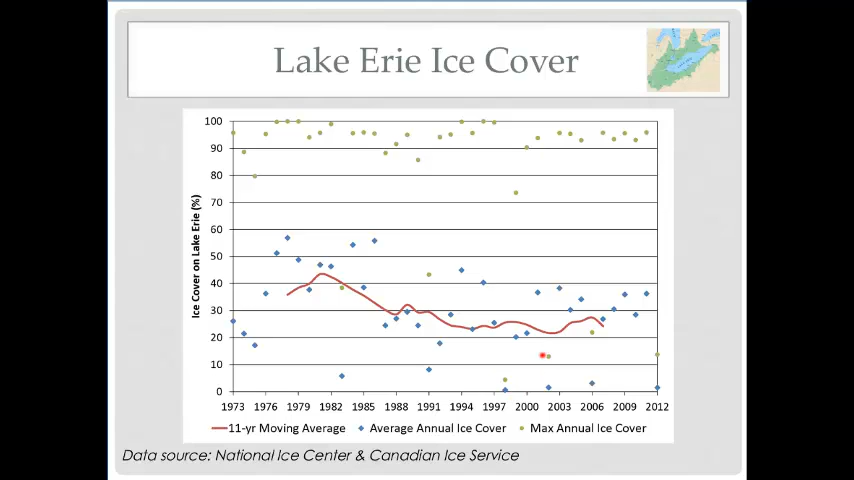 Lake Erie Ice Cover
Ice Cover on Lake Erie (%)
100
90
80
70
60
50
40
30
20
10
0
1973 1976 1979 1982 1985 1988 1991 1994 1997 2000 2003 2006 2009 2012
11-yr Moving Average Average Annual Ice Cover Max Annual Ice Cover
Data source: National Ice Center & Canadian Ice Service